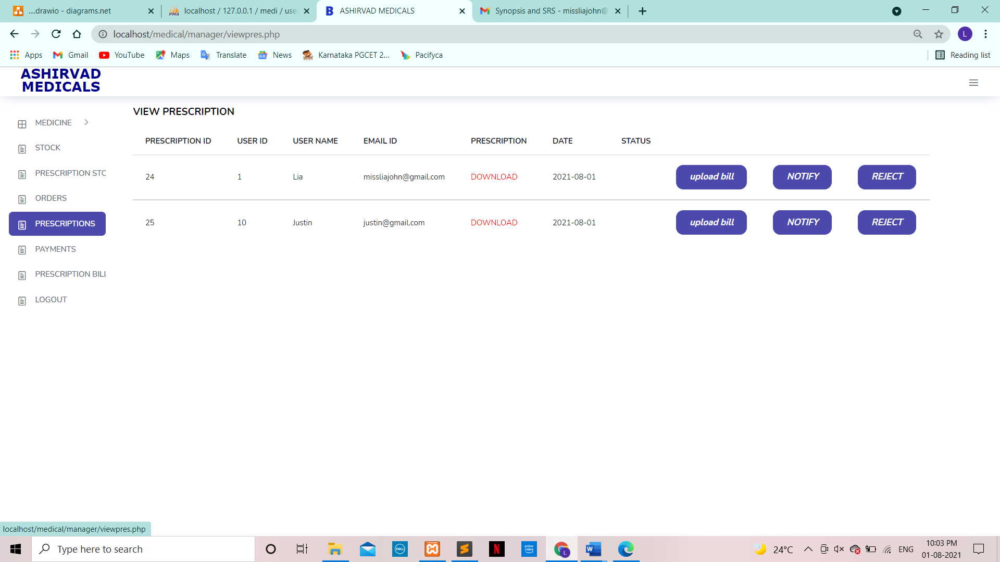 ....drawio - diagrams.net
localhost / 127.0.0.1 / medi / use
ASHIRVAD MEDICALS
Synopsis and SRS - missliajohn@
localhost/medical/manager/viewpres.php
L
Apps
Gmail
YouTube
Maps
Translate
News
Karnataka PGCET 2...
Pacifyca
Reading list
ASHIRVAD
MEDICALS
MEDICINE
STOCK
PRESCRIPTION STO
ORDERS
PRESCRIPTIONS
PAYMENTS
PRESCRIPTION BILL
LOGOUT
VIEW PRESCRIPTION
PRESCRIPTION ID USER ID USER NAME EMAIL ID PRESCRIPTION DATE STATUS
24 1 Lia missliajohn@gmail.com DOWNLOAD 2021-08-01 upload bill NOTIFY REJECT
25 10 Justin justin@gmail.com DOWNLOAD 2021-08-01 upload bill NOTIFY REJECT
localhost/medical/manager/viewpres.php
Type here to search
DELL
prime video
24°C
ENG
10:03 PM
01-08-2021